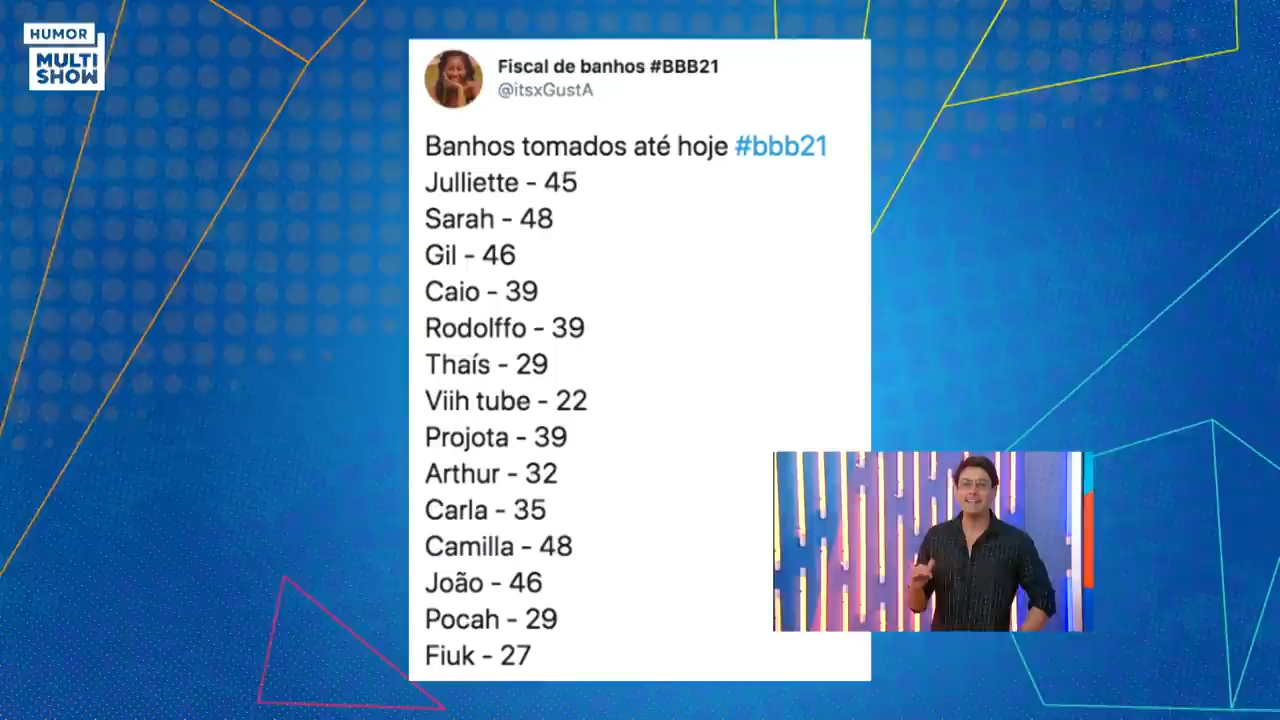 HUMOR
MULTI
SHOW
Fiscal de banhos #BBB21
@itsxGustA
Banhos tomados até hoje #bbb21
Julliette - 45
Sarah - 48
Gil - 46
Caio - 39
Rodolffo - 39
Thaís - 29
Viih tube - 22
Projota - 39
Arthur - 32
Carla - 35
Camilla - 48
João - 46
Pocah - 29
Fiuk - 27